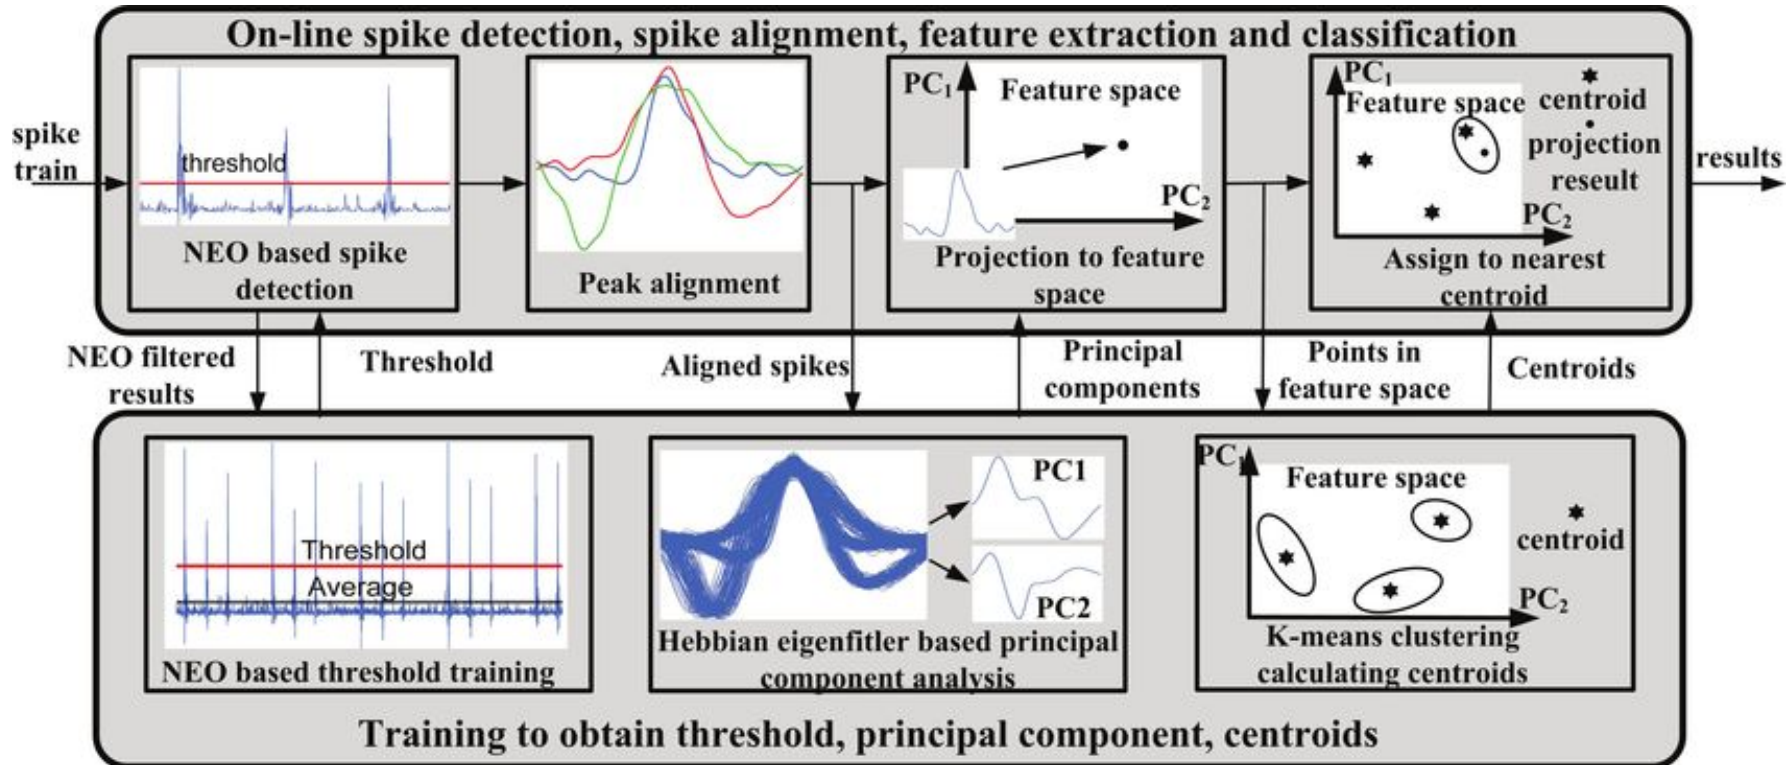 On-line spike detection, spike alignment, feature extraction and classification
spike
train
threshold
NEO based spike
detection
Peak alignment
PC₁
Feature space
PC₂
Projection to feature
space
PC₁
Feature space
PC₂
centroid
projection
reseult
Assign to nearest
centroid
results
NEO filtered
results
Threshold
Aligned spikes
Principal
components
Points in
feature space
Centroids
Threshold
Average
NEO based threshold training
PC1
PC2
Hebbian eigenfitler based principal
component analysis
PC₁
Feature space
PC₂
centroid
K-means clustering
calculating centroids
Training to obtain threshold, principal component, centroids